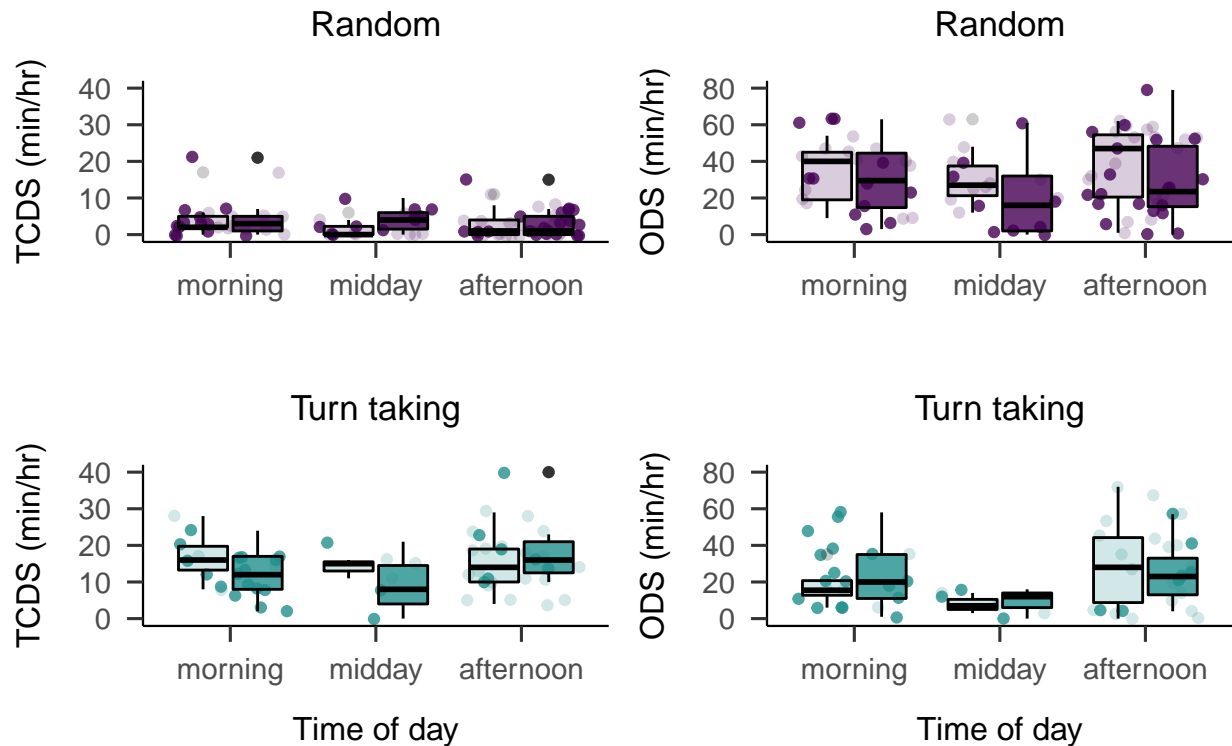 Random
TCDS (min/hr)
40
30
20
10
0
morning midday afternoon
Random
ODS (min/hr)
80
60
40
20
0
morning midday afternoon
Turn taking
TCDS (min/hr)
40
30
20
10
0
morning midday afternoon
Time of day
Turn taking
ODS (min/hr)
80
60
40
20
0
morning midday afternoon
Time of day